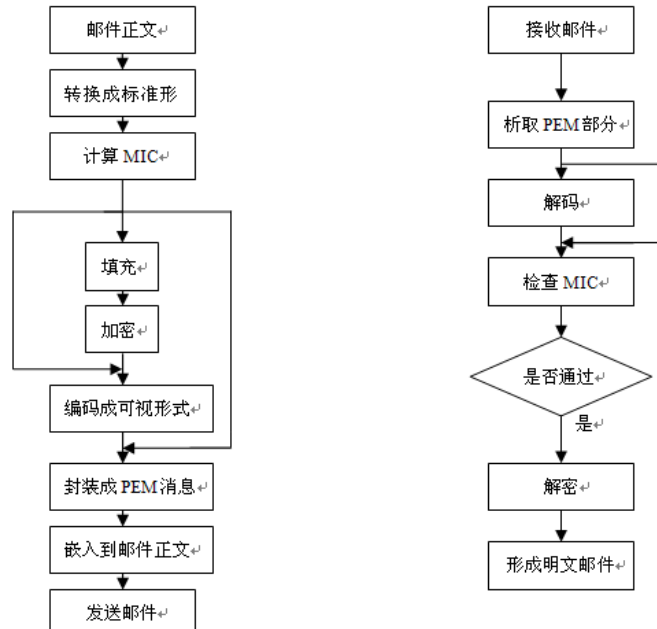 邮件正文↵
转换成标准形
计算 MIC↵
填充↵
加密↵
编码成可视形式↵
封装成 PEM 消息↵
嵌入到邮件正文↵
发送邮件↵
接收邮件↵
析取 PEM 部分↵
解码↵
检查 MIC↵
是否通过↵
是↵
解密↵
形成明文邮件↵